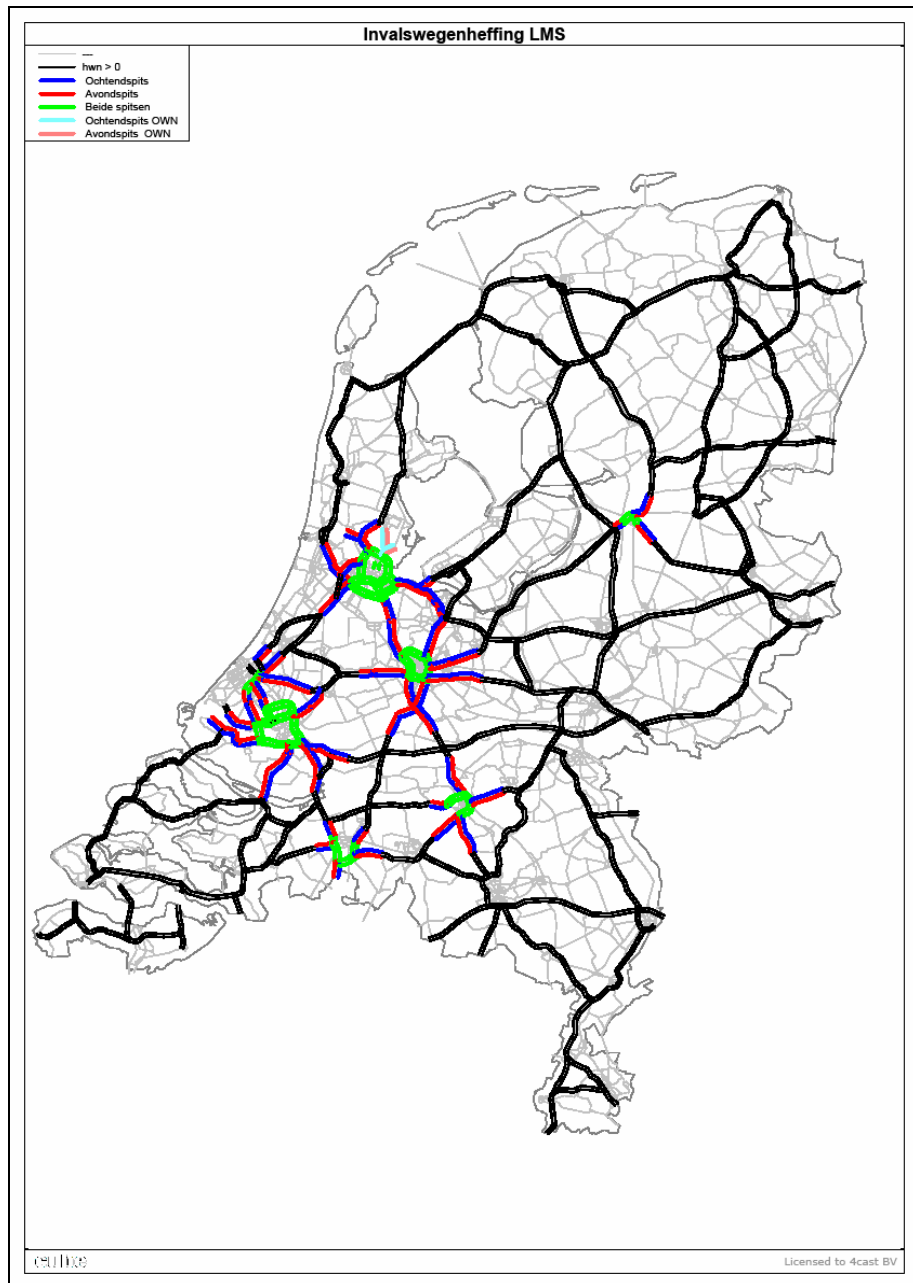 Invalswegenheffing LMS
---
hwn > 0
Ochtendspits
Avondspits
Beide spitsen
Ochtendspits OWN
Avondspits OWN
Licensed to 4cast BV